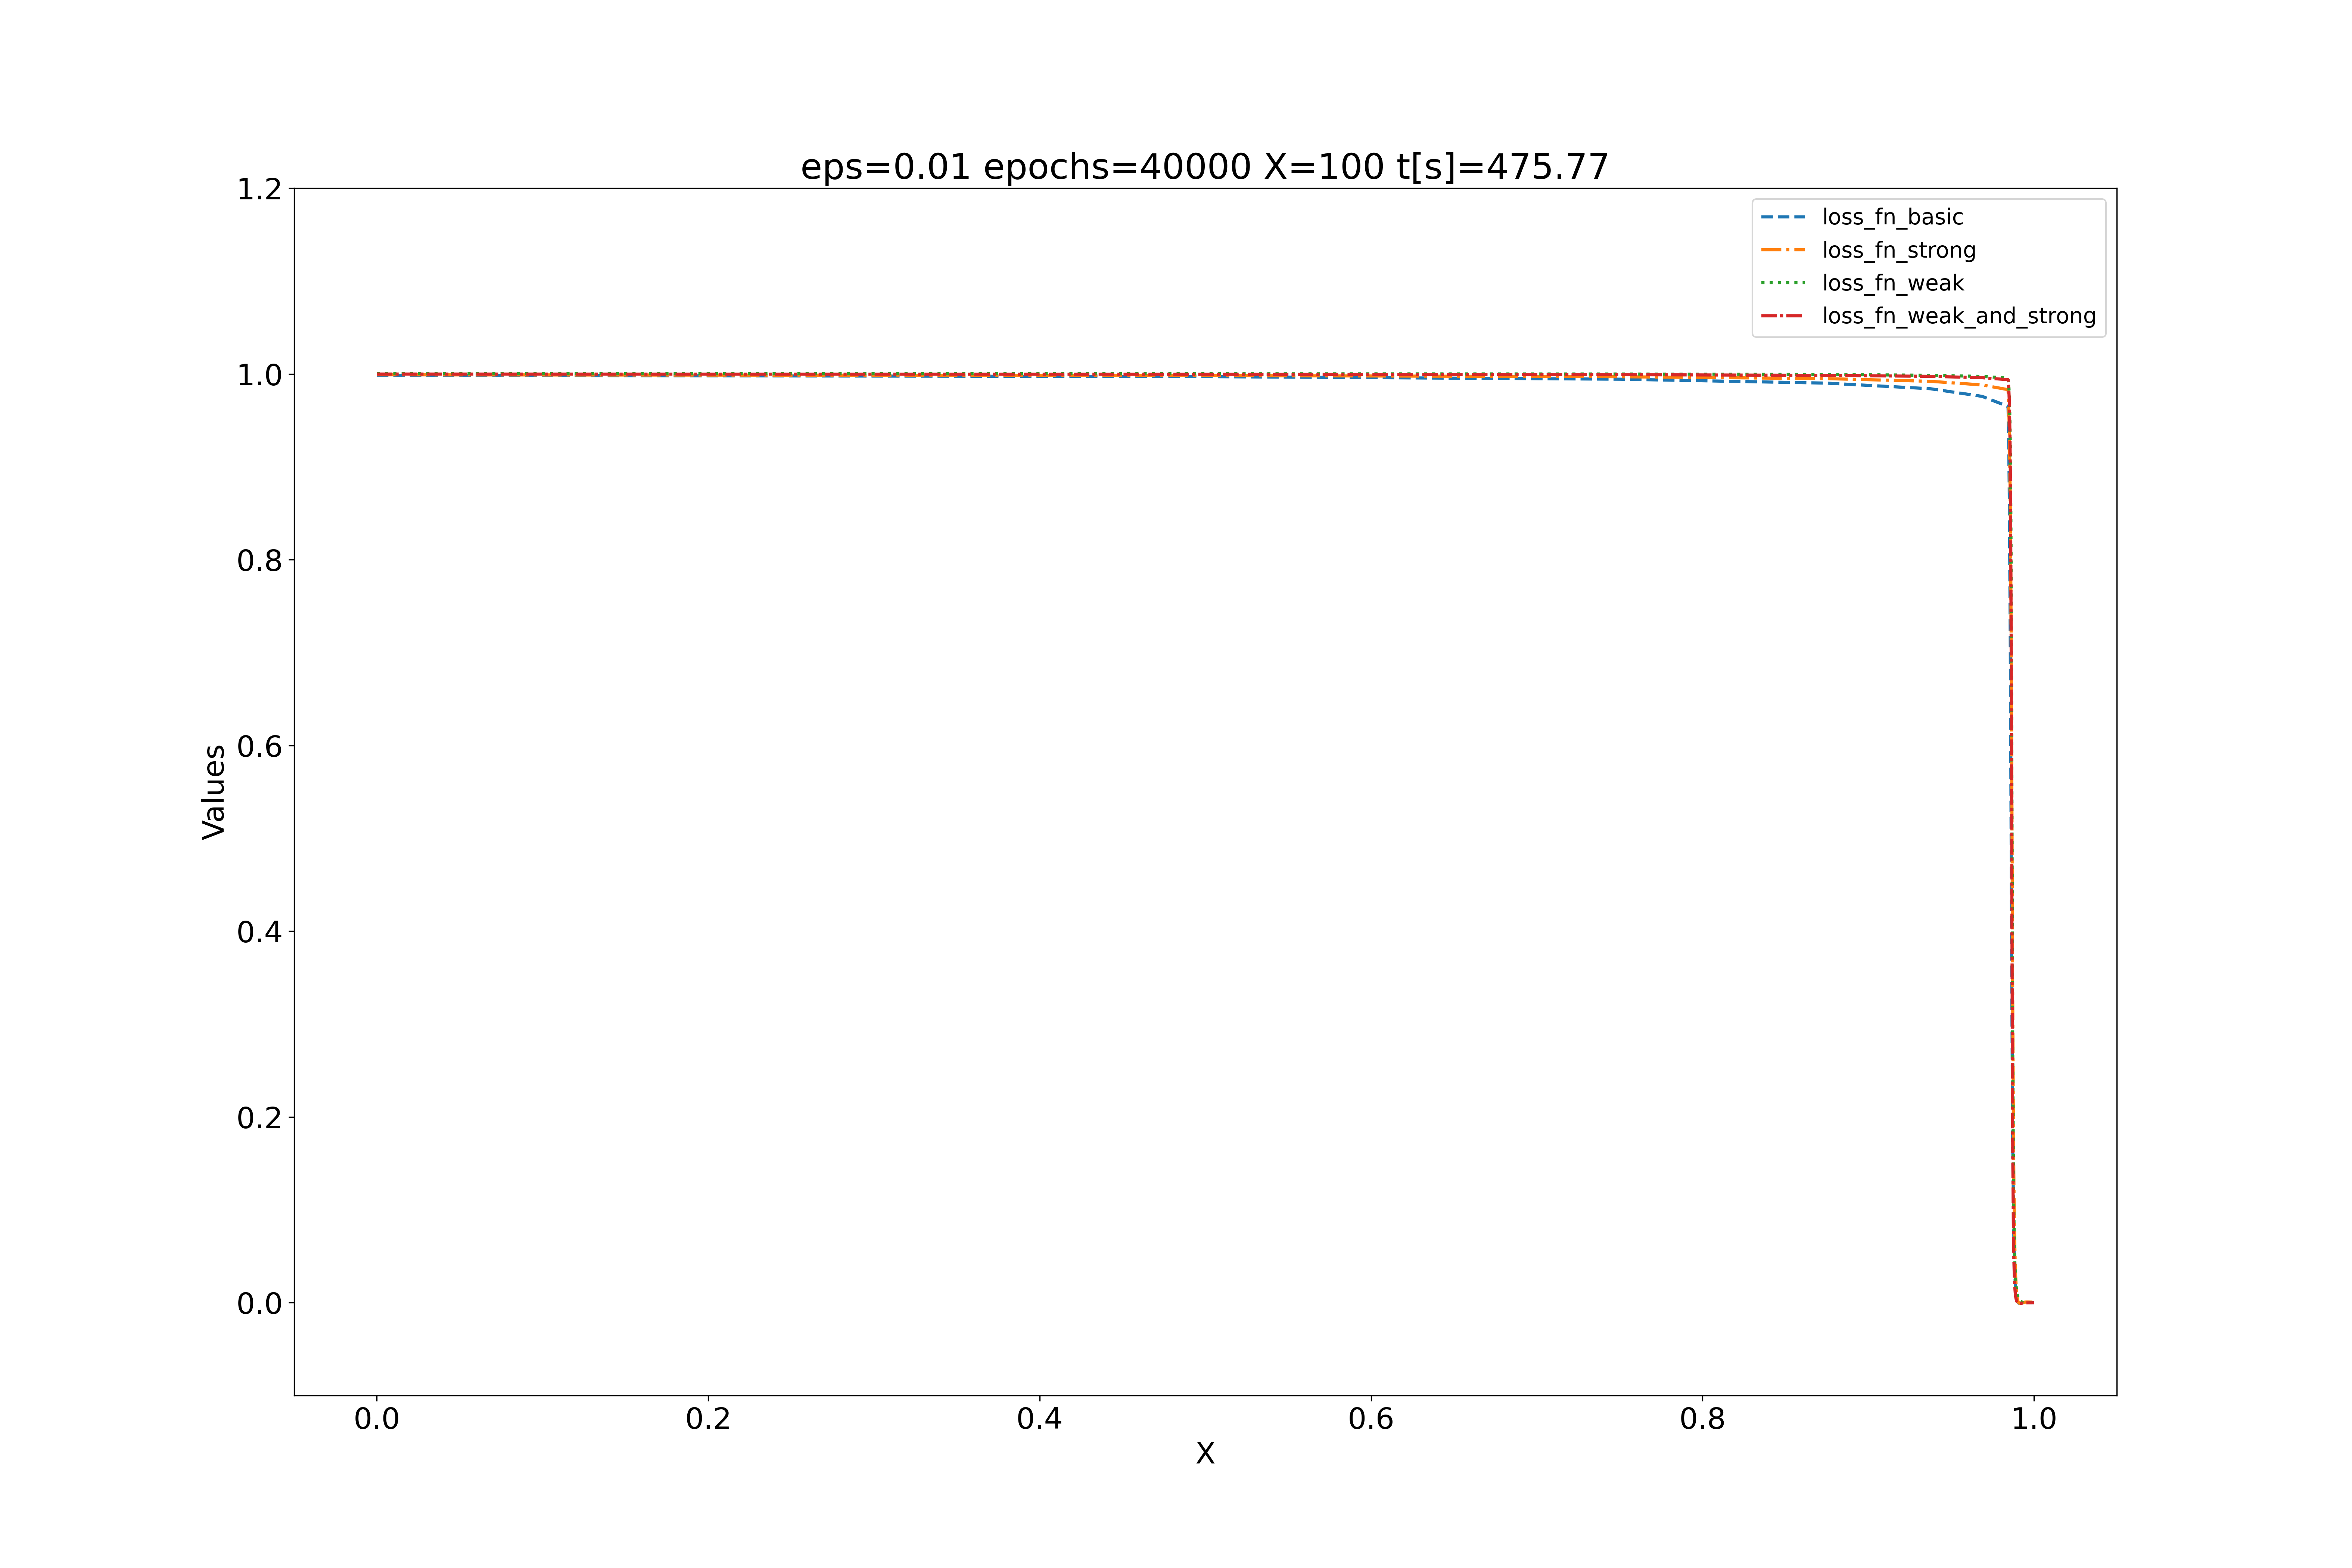 eps=0.01 epochs=40000 X=100 t[s]=475.77
1.2
1.0
0.8
0.6
0.4
0.2
0.0
Values
loss_fn_basic
loss_fn_strong
loss_fn_weak
loss_fn_weak_and_strong
0.0 0.2 0.4 0.6 0.8 1.0
X